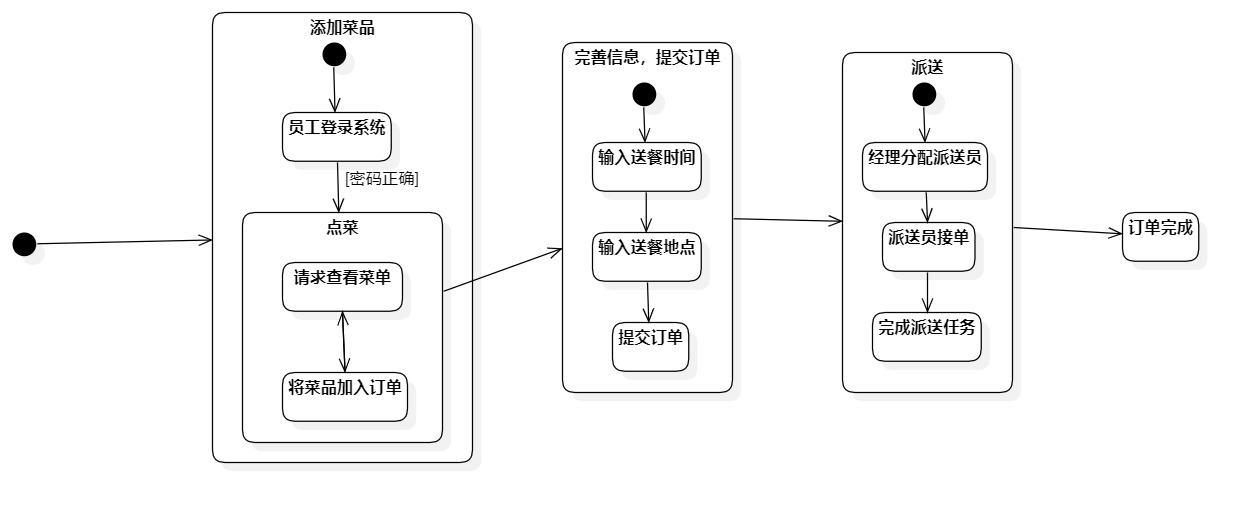 添加菜品
员工登录系统
[密码正确]
点菜
请求查看菜单
将菜品加入订单
完善信息，提交订单
输入送餐时间
输入送餐地点
提交订单
派送
经理分配派送员
派送员接单
完成派送任务
订单完成